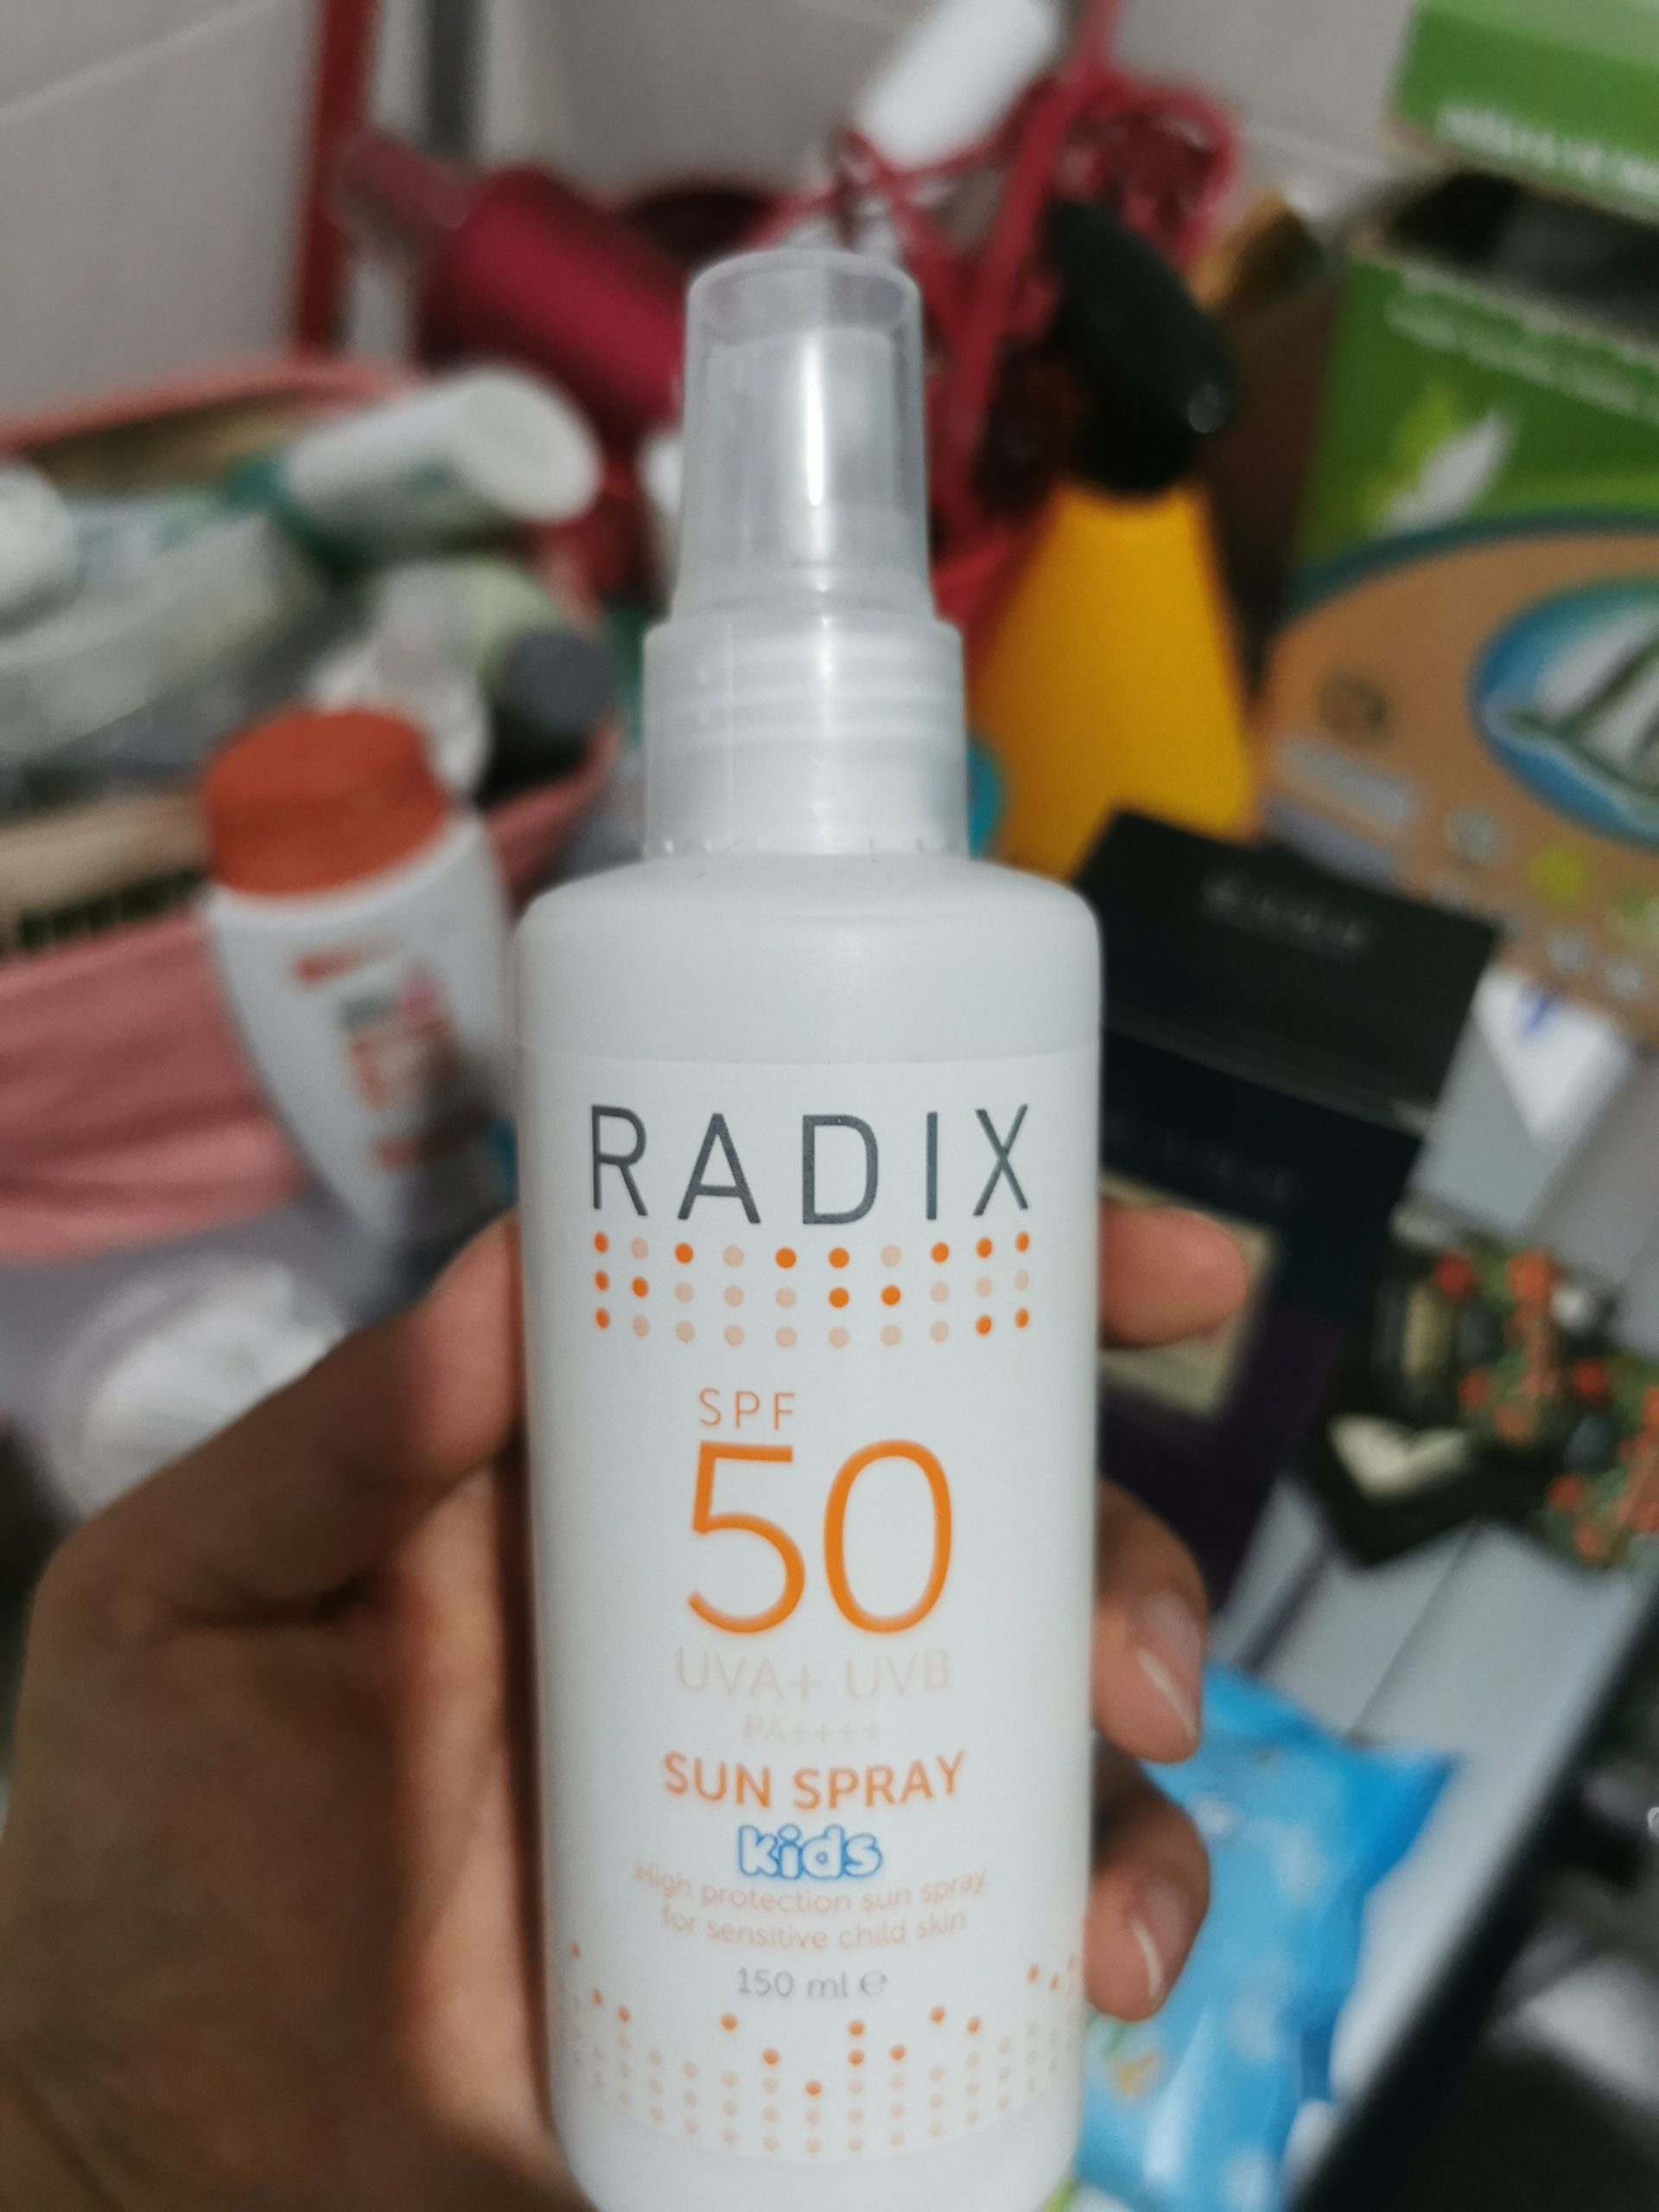 RADIX
SPF
50
UVA+ UVB
PA++++
SUN SPRAY
kids
High protection sun spray
for sensitive child skin
150 ml ℮